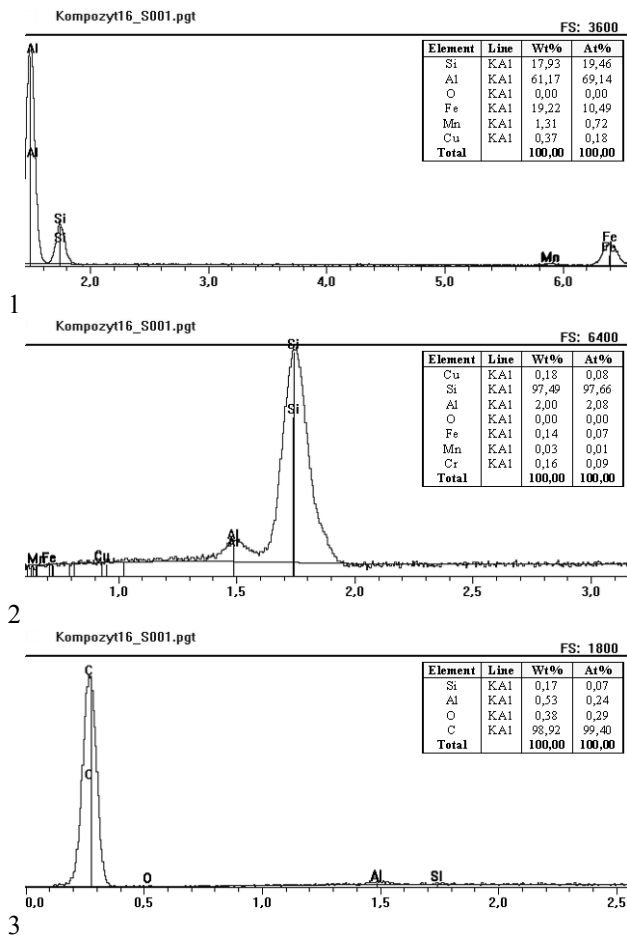 Kompozyt16_S001.pgt
FS: 3600
Al
Al
Si
Si
Mn
Fe
Fe
Element Line Wt% At%
Si KA1 17,93 19,46
Al KA1 61,17 69,14
O KA1 0,00 0,00
Fe KA1 19,22 10,49
Mn KA1 1,31 0,72
Cu KA1 0,37 0,18
Total 100,00 100,00
2,0 3,0 4,0 5,0 6,0
1
Kompozyt16_S001.pgt
FS: 6400
Si
Si
Al
Al
Mn Fe Cu
Element Line Wt% At%
Cu KA1 0,18 0,08
Si KA1 97,49 97,66
Al KA1 2,00 2,08
O KA1 0,00 0,00
Fe KA1 0,14 0,07
Mn KA1 0,03 0,01
Cr KA1 0,16 0,09
Total 100,00 100,00
1,0 1,5 2,0 2,5 3,0
2
Kompozyt16_S001.pgt
FS: 1800
C
C
O
Al
Si
Element Line Wt% At%
Si KA1 0,17 0,07
Al KA1 0,53 0,24
O KA1 0,38 0,29
C KA1 98,92 99,40
Total 100,00 100,00
0,0 0,5 1,0 1,5 2,0 2,5
3